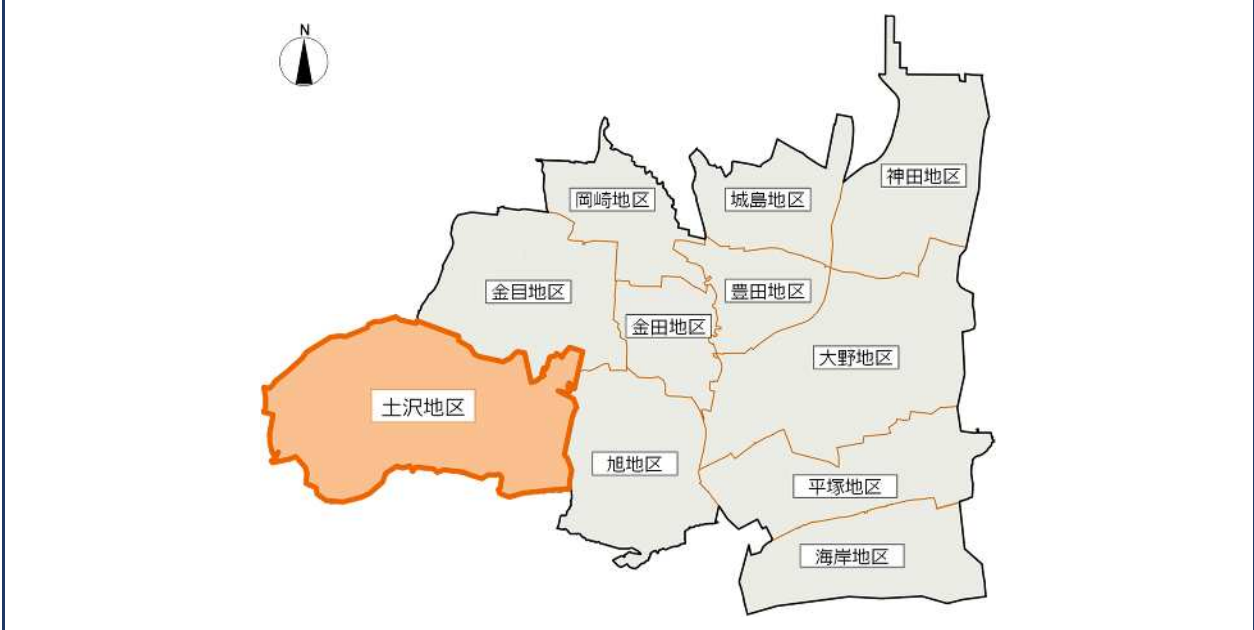 N
神田地区
岡崎地区
城島地区
金目地区
豊田地区
金田地区
大野地区
土沢地区
旭地区
平塚地区
海岸地区